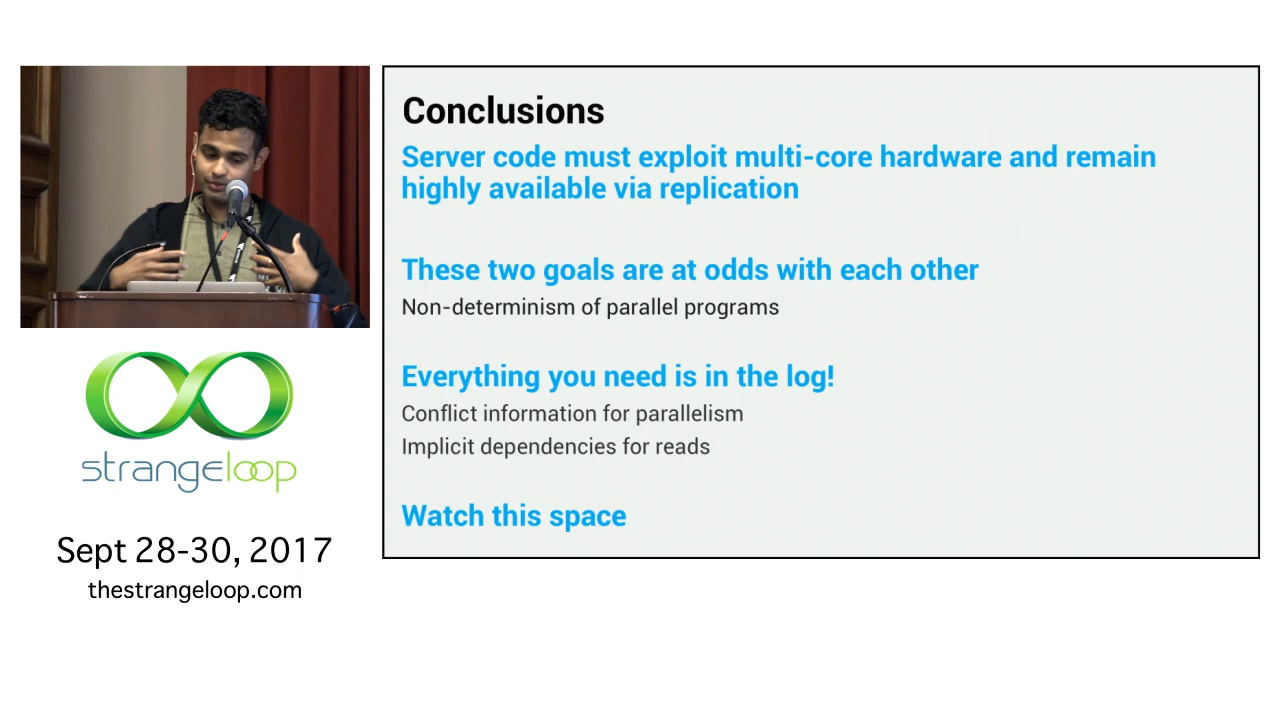 Conclusions
Server code must exploit multi-core hardware and remain
highly available via replication
These two goals are at odds with each other
Non-determinism of parallel programs
Everything you need is in the log!
Conflict information for parallelism
Implicit dependencies for reads
Watch this space
strangeloop
Sept 28-30, 2017
thestrangeloop.com